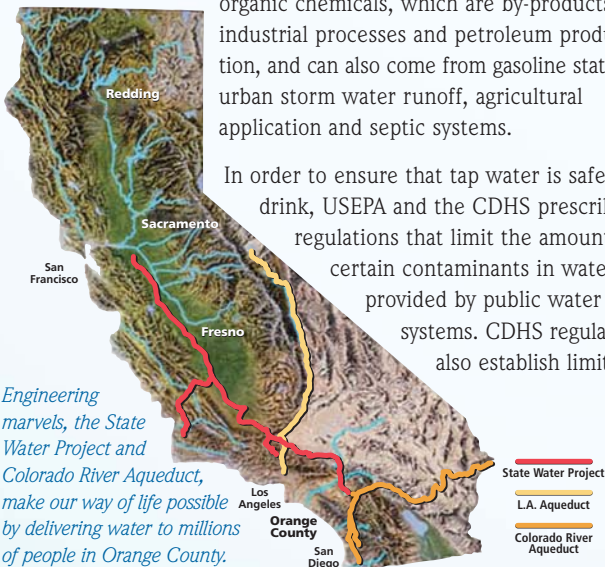 organic chemicals, which are by-products
industrial processes and petroleum produ
tion, and can also come from gasoline stat
urban storm water runoff, agricultural
application and septic systems.
In order to ensure that tap water is safe
drink, USEPA and the CDHS prescri
regulations that limit the amoun
certain contaminants in wate
provided by public water
systems. CDHS regula
also establish limit
Redding
Sacramento
San
Francisco
Fresno
Engineering
marvels, the State
Water Project and
Colorado River Aqueduct,
make our way of life possible
by delivering water to millions
of people in Orange County.
Los
Angeles
Orange
County
San
Diego
State Water Project
L.A. Aqueduct
Colorado River
Aqueduct